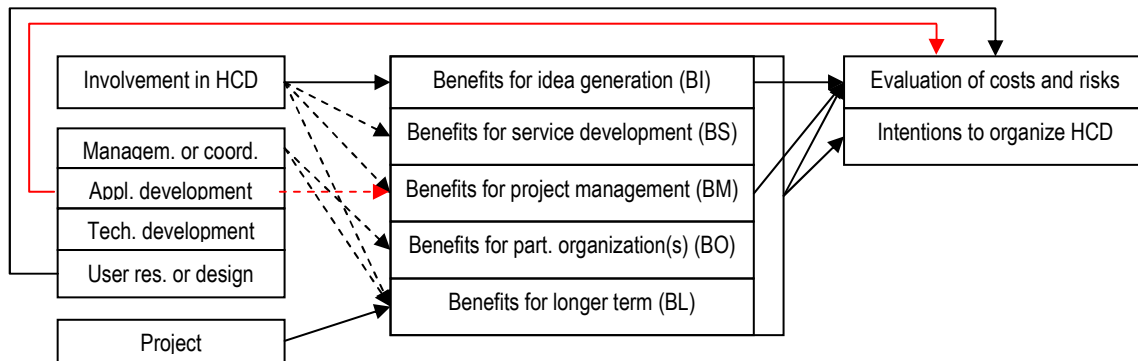 Involvement in HCD
Managem. or coord.
Appl. development
Tech. development
User res. or design
Project
Benefits for idea generation (BI)
Benefits for service development (BS)
Benefits for project management (BM)
Benefits for part. organization(s) (BO)
Benefits for longer term (BL)
Evaluation of costs and risks
Intentions to organize HCD